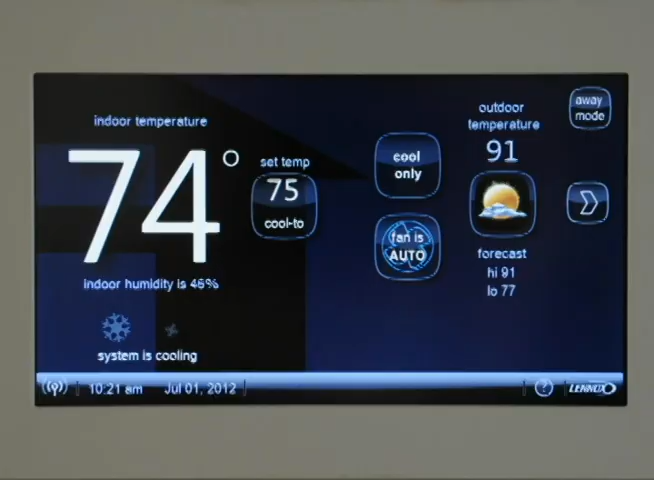 indoor temperature
74°
set temp
75
cool-to
indoor humidity is 46%
system is cooling
cool
only
fan is
AUTO
outdoor
temperature
91
forecast
hi 91
lo 77
away
mode
10:21 am
Jul 01, 2012
?
LENNOX